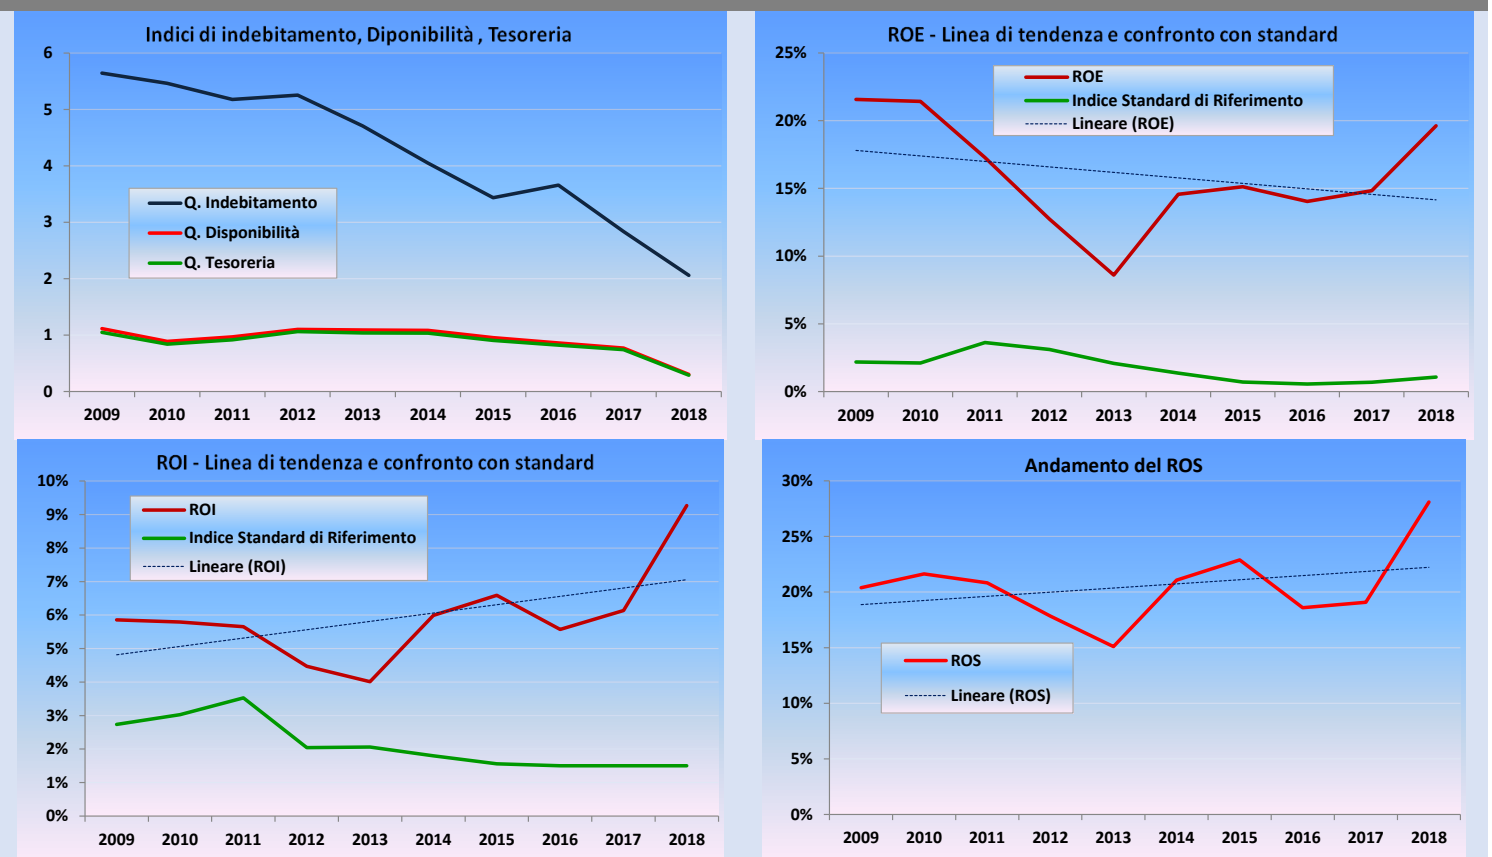 Indici di indebitamento, Diponibilità , Tesoreria
6
5
4
3
2
1
0
Q. Indebitamento
Q. Disponibilità
Q. Tesoreria
2009 2010 2011 2012 2013 2014 2015 2016 2017 2018
ROE - Linea di tendenza e confronto con standard
25%
20%
15%
10%
5%
0%
ROE
Indice Standard di Riferimento
Lineare (ROE)
2009 2010 2011 2012 2013 2014 2015 2016 2017 2018
ROI - Linea di tendenza e confronto con standard
10%
9%
8%
7%
6%
5%
4%
3%
2%
1%
0%
ROI
Indice Standard di Riferimento
Lineare (ROI)
2009 2010 2011 2012 2013 2014 2015 2016 2017 2018
Andamento del ROS
30%
25%
20%
15%
10%
5%
0%
ROS
Lineare (ROS)
2009 2010 2011 2012 2013 2014 2015 2016 2017 2018